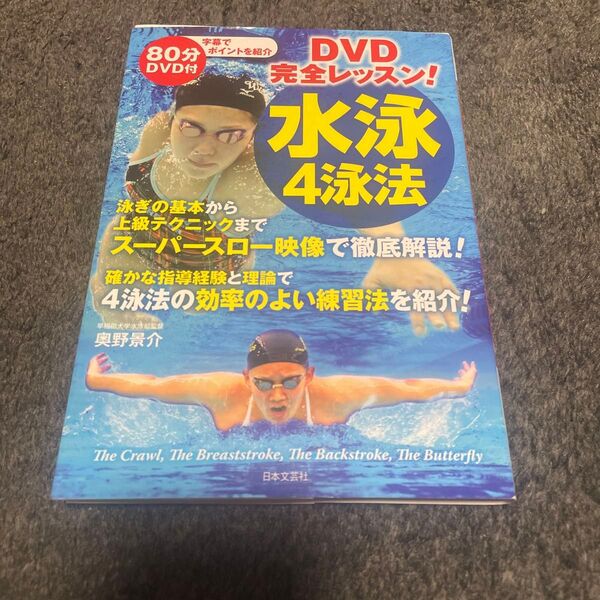 80分
DVD付
字幕で
ポイントを紹介
DVD
完全レッスン!
水泳
4泳法
泳ぎの基本から
上級テクニックまで
スーパースロー映像で徹底解説!
確かな指導経験と理論で
4泳法の効率のよい練習法を紹介!
早稲田大学水泳部監督
奥野景介
The Crawl, The Breaststroke, The Backstroke, The Butterfly
日本文芸社